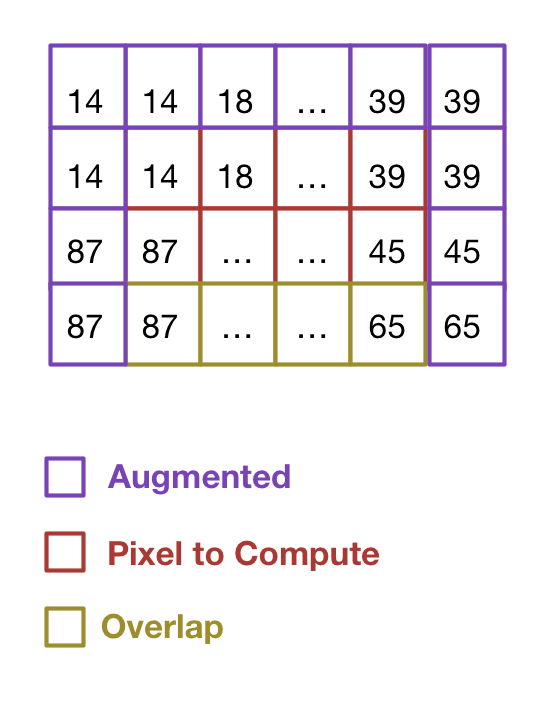 14 14 18 ... 39 39
14 14 18 ... 39 39
87 87 ... ... 45 45
87 87 ... ... 65 65
Augmented
Pixel to Compute
Overlap